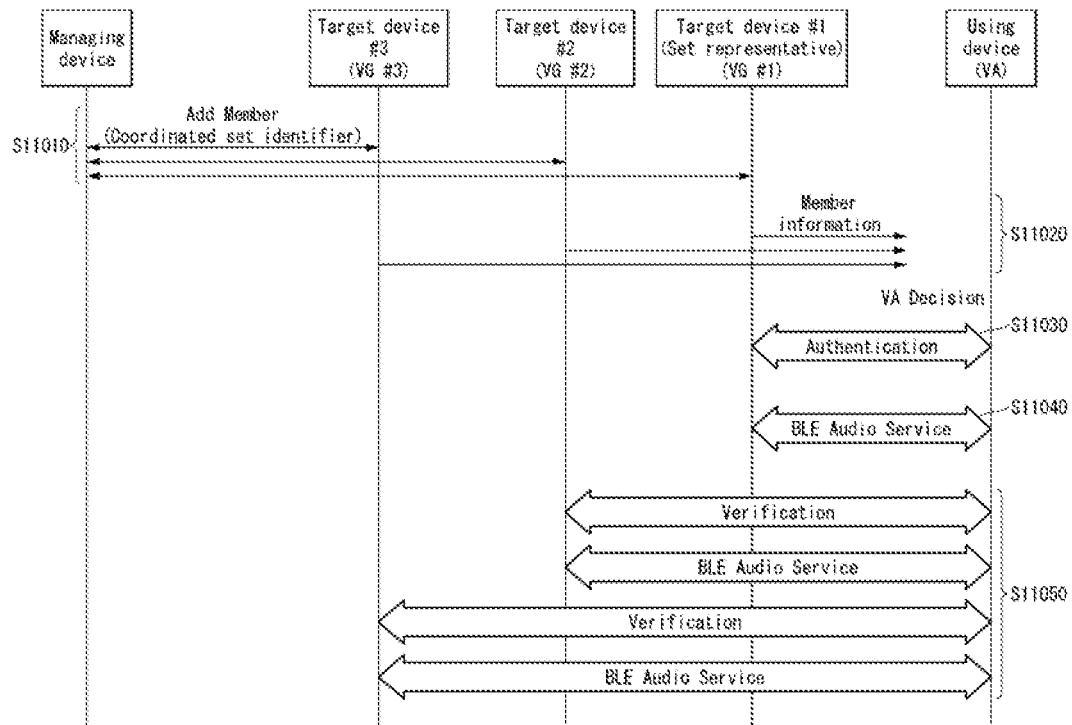 Managing
device
Target device
#3
(VG #3)
Target device
#2
(VG #2)
Target device #1
(Set representative)
(VG #1)
Using
device
(VA)
S11010
Add Member
(Coordinated set identifier)
Member
information
S11020
VA Decision
S11030
Authentication
S11040
BLE Audio Service
Verification
BLE Audio Service
S11050
Verification
BLE Audio Service